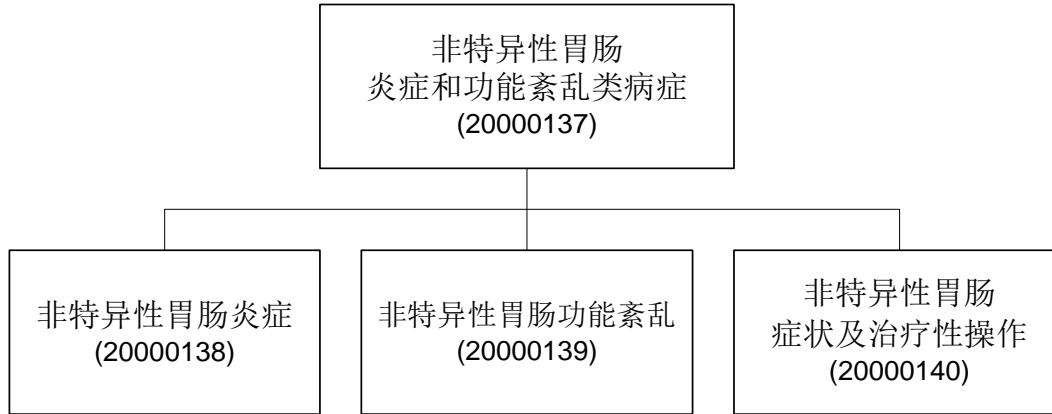 非特异性胃肠
炎症和功能紊乱类病症
(20000137)
非特异性胃肠炎症
(20000138)
非特异性胃肠功能紊乱
(20000139)
非特异性胃肠
症状及治疗性操作
(20000140)